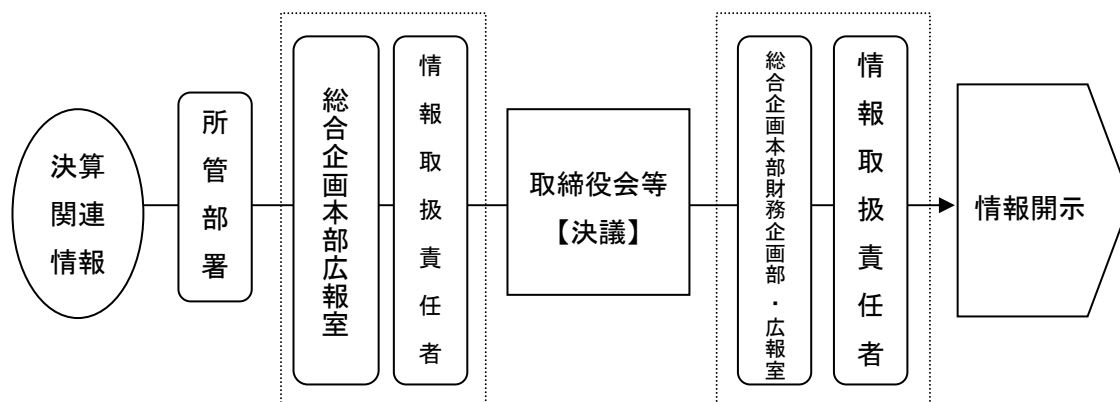 決算
関連
情報
所管部署
総合企画本部広報室
情報取扱責任者
取締役会等
【決議】
総合企画本部財務企画部・広報室
情報取扱責任者
情報開示